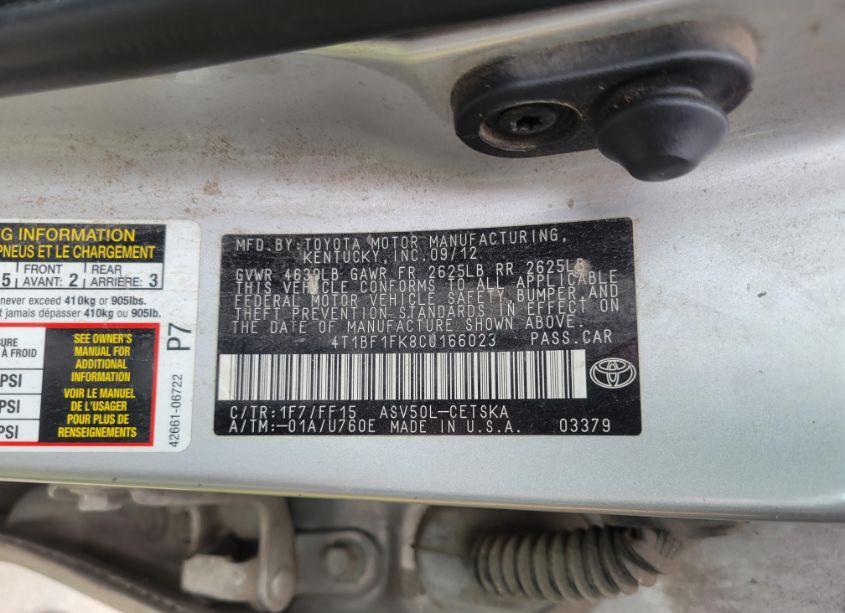 NG INFORMATION
PNEUS ET LE CHARGEMENT
5 FRONT AVANT: 2 REAR ARRIÈRE: 3
never exceed 410kg or 905lbs.
t jamais dépasser 410kg ou 905lb.
SURE
À FROID
PSI
PSI
PSI
SEE OWNER'S
MANUAL FOR
ADDITIONAL
INFORMATION
VOIR LE MANUEL
DE L'USAGER
POUR PLUS DE
RENSEIGNEMENTS
P7
42661-06722
MFD.BY:TOYOTA MOTOR MANUFACTURING,
KENTUCKY,INC.09/12
GVWR 4630LB GAWR FR 2625LB RR 2625LB
THIS VEHICLE CONFORMS TO ALL APPLICABLE
FEDERAL MOTOR VEHICLE SAFETY, BUMPER,AND
THEFT PREVENTION STANDARDS IN EFFECT ON
THE DATE OF MANUFACTURE SHOWN ABOVE.
4T1BF1FK8CU166023 PASS.CAR
C/TR:1F7/FF15 ASV50L-CETSKA
A/TM:-01A/U760E MADE IN U.S.A. 03379